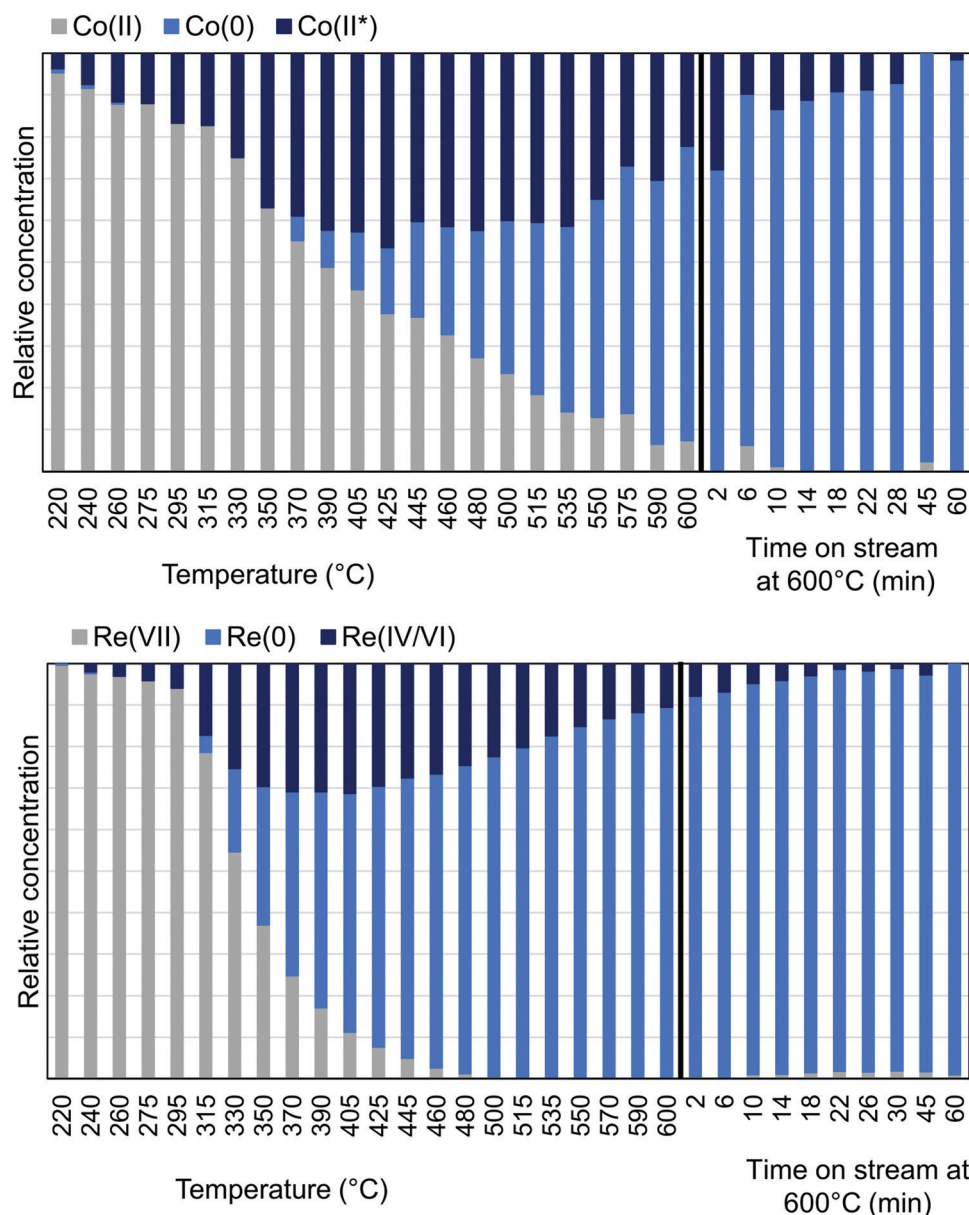 Co(II) Co(0) Co(II*)
Relative concentration
220 240 260 275 295 315 330 350 370 390 405 425 445 460 480 500 515 535 550 575 590 600 2 6 10 14 18 22 28 45 60
Temperature (°C)
Time on stream
at 600°C (min)
Re(VII) Re(0) Re(IV/VI)
Relative concentration
220 240 260 275 295 315 330 350 370 390 405 425 445 460 480 500 515 535 550 570 590 600 2 6 10 14 18 22 26 30 45 60
Temperature (°C)
Time on stream at
600°C (min)